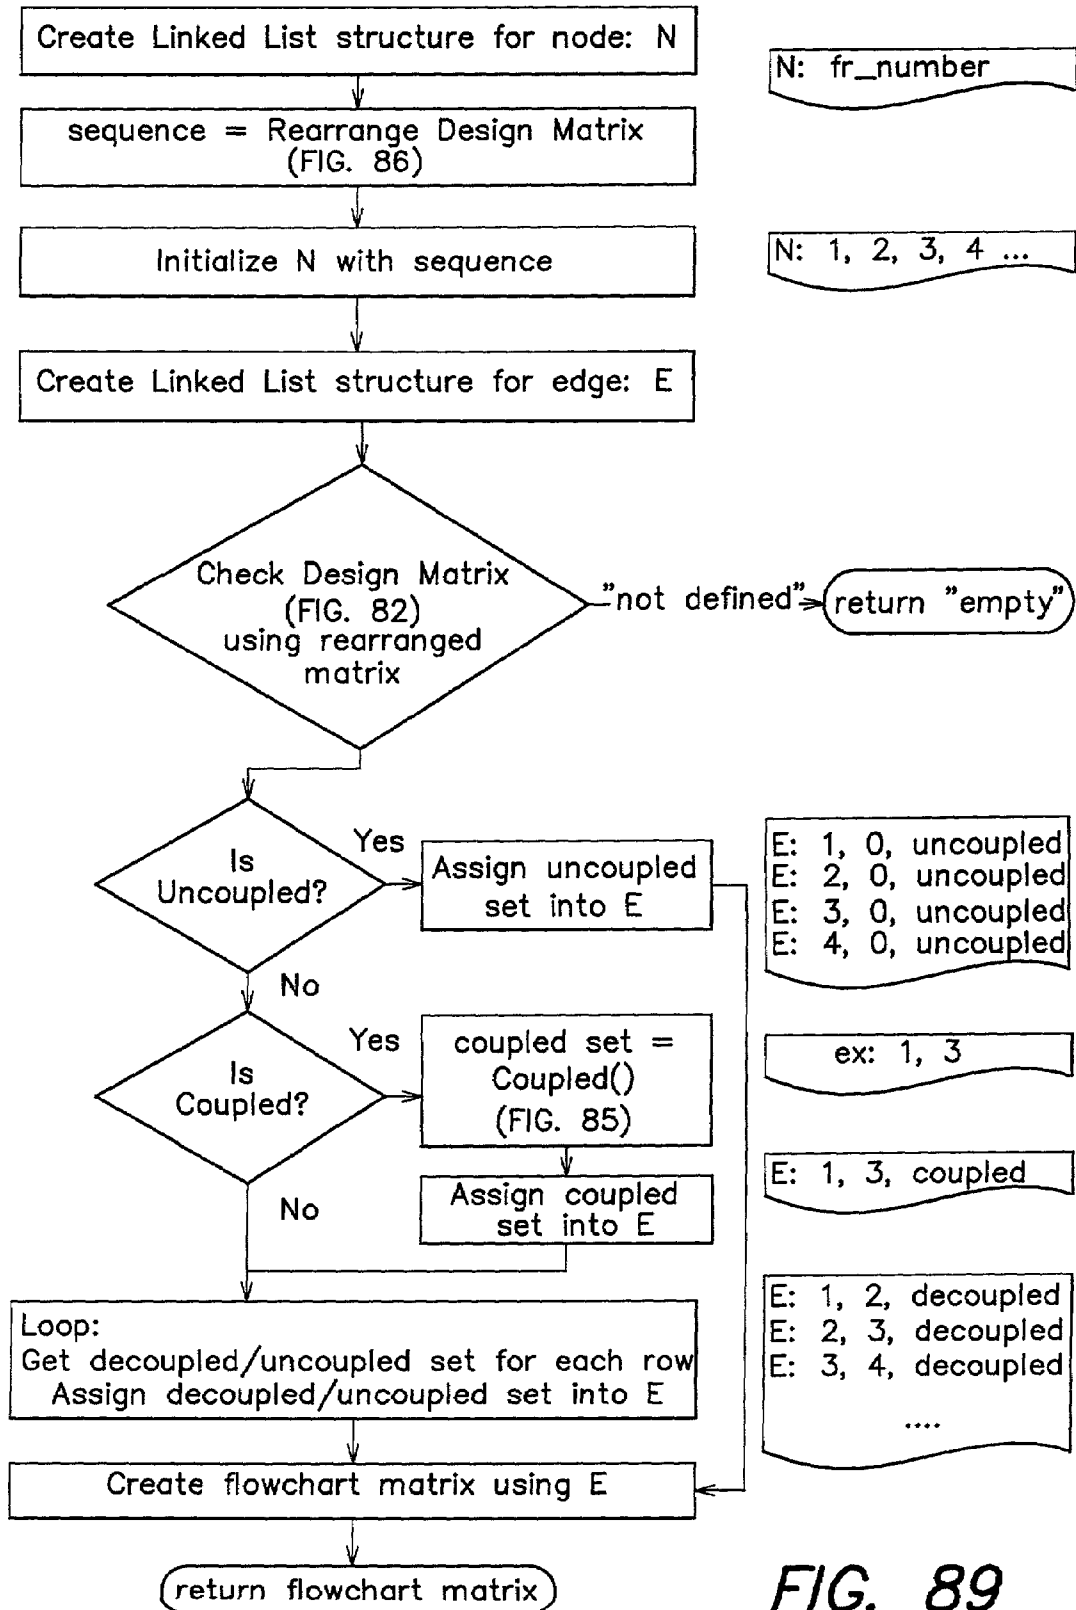 Create Linked List structure for node: N
N: fr_number
sequence = Rearrange Design Matrix
(FIG. 86)
Initialize N with sequence
N: 1, 2, 3, 4 ...
Create Linked List structure for edge: E
Check Design Matrix
(FIG. 82)
using rearranged
matrix
"not defined"
return "empty"
Is
Uncoupled?
Yes
Assign uncoupled
set into E
E: 1, 0, uncoupled
E: 2, 0, uncoupled
E: 3, 0, uncoupled
E: 4, 0, uncoupled
No
Is
Coupled?
Yes
coupled set =
Coupled()
(FIG. 85)
ex: 1, 3
Assign coupled
set into E
E: 1, 3, coupled
No
Loop:
Get decoupled/uncoupled set for each row
Assign decoupled/uncoupled set into E
E: 1, 2, decoupled
E: 2, 3, decoupled
E: 3, 4, decoupled
....
Create flowchart matrix using E
return flowchart matrix
FIG. 89